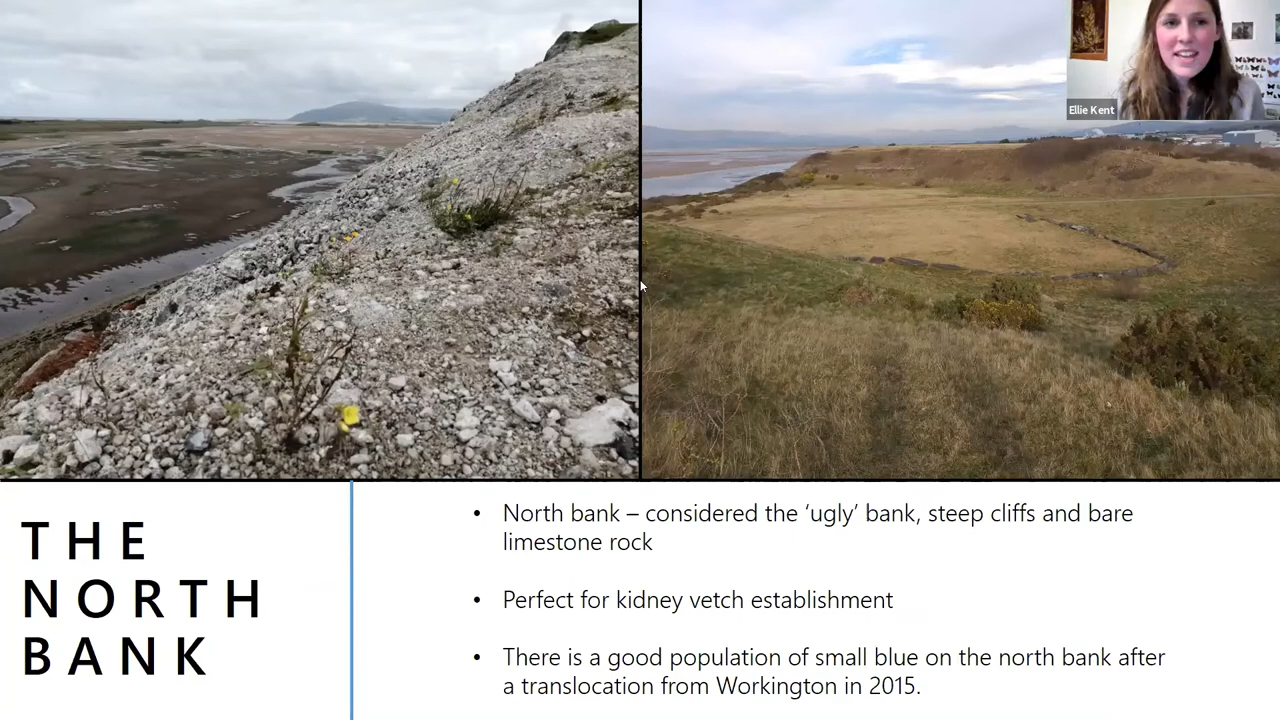 Ellie Kent
THE
NORTH
BANK
• North bank – considered the ‘ugly’ bank, steep cliffs and bare
limestone rock
• Perfect for kidney vetch establishment
• There is a good population of small blue on the north bank after
a translocation from Workington in 2015.